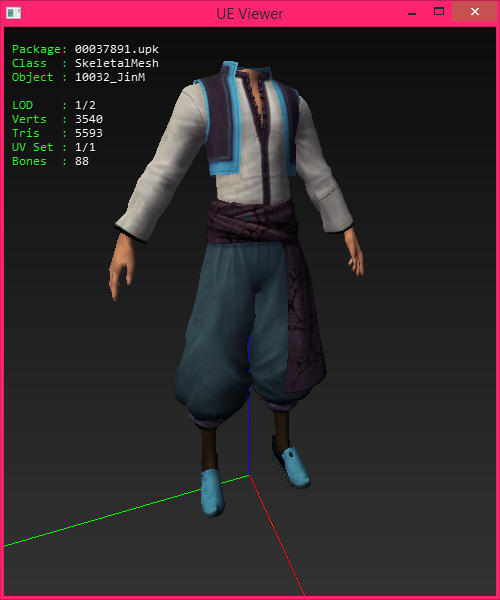 UE Viewer
Package: 00037891.upk
Class : SkeletalMesh
Object : 10032_JinM
LOD : 1/2
Verts : 3540
Tris : 5593
UV Set : 1/1
Bones : 88